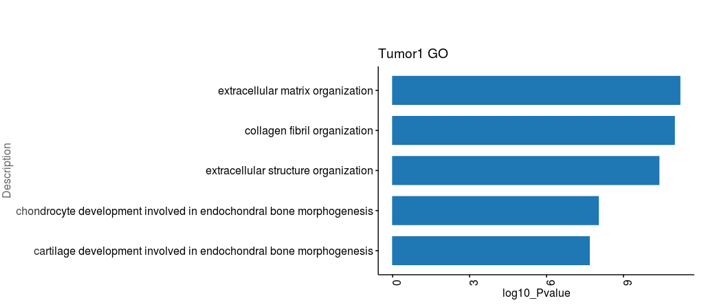 Tumor1 GO
extracellular matrix organization
collagen fibril organization
extracellular structure organization
chondrocyte development involved in endochondral bone morphogenesis
cartilage development involved in endochondral bone morphogenesis
Description
0 3 6 9
log10_Pvalue